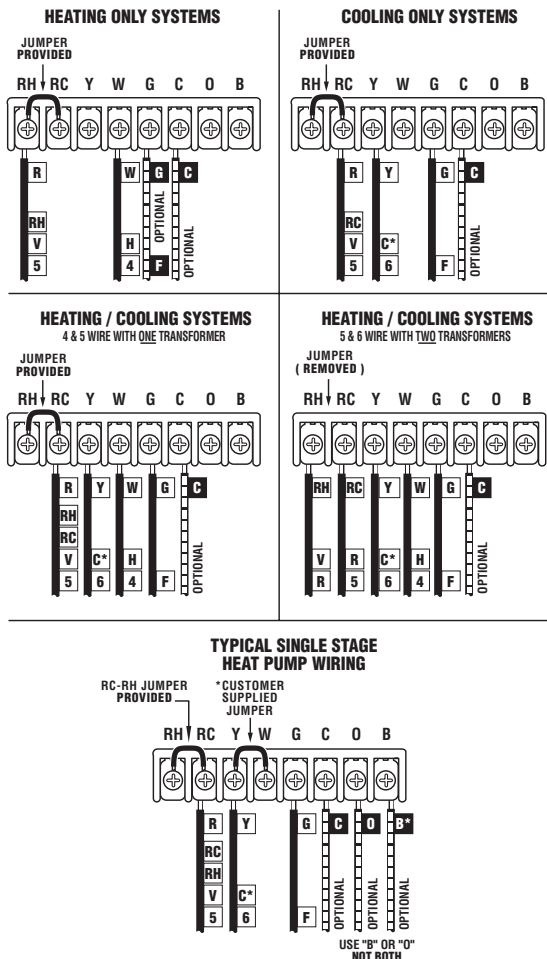 HEATING ONLY SYSTEMS
JUMPER
PROVIDED
RH RC Y W G C O B
R W G C
RH
V H
5 4 F
OPTIONAL
OPTIONAL
COOLING ONLY SYSTEMS
JUMPER
PROVIDED
RH RC Y W G C O B
R Y G C
RC
V C*
5 6 F
OPTIONAL
HEATING / COOLING SYSTEMS
4 & 5 WIRE WITH ONE TRANSFORMER
JUMPER
PROVIDED
RH RC Y W G C O B
R Y W G C
RH
RC
V C* H
5 6 4 F
OPTIONAL
HEATING / COOLING SYSTEMS
5 & 6 WIRE WITH TWO TRANSFORMERS
JUMPER
( REMOVED )
RH RC Y W G C O B
RH RC Y W G C
V R C* H
R 5 6 4 F
OPTIONAL
TYPICAL SINGLE STAGE
HEAT PUMP WIRING
RC-RH JUMPER
PROVIDED
*CUSTOMER
SUPPLIED
JUMPER
RH RC Y W G C O B
R Y G C O B*
RC
RH
V C*
5 6 F
OPTIONAL
OPTIONAL
OPTIONAL
USE "B" OR "O"
NOT BOTH